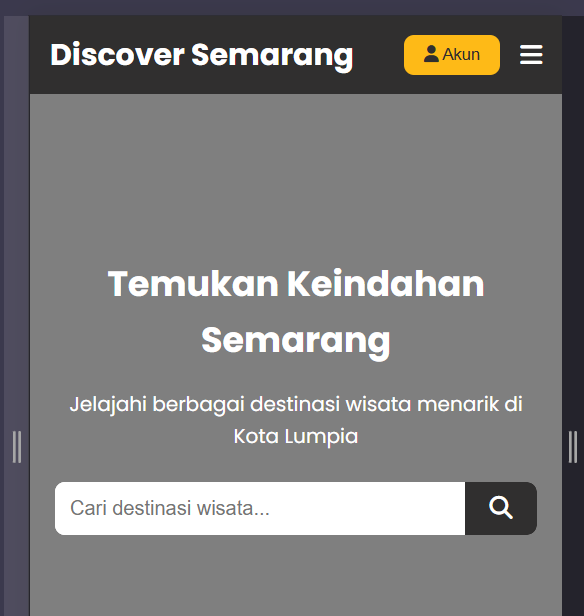 Discover Semarang
Akun
Temukan Keindahan
Semarang
Jelajahi berbagai destinasi wisata menarik di
Kota Lumpia
Cari destinasi wisata...